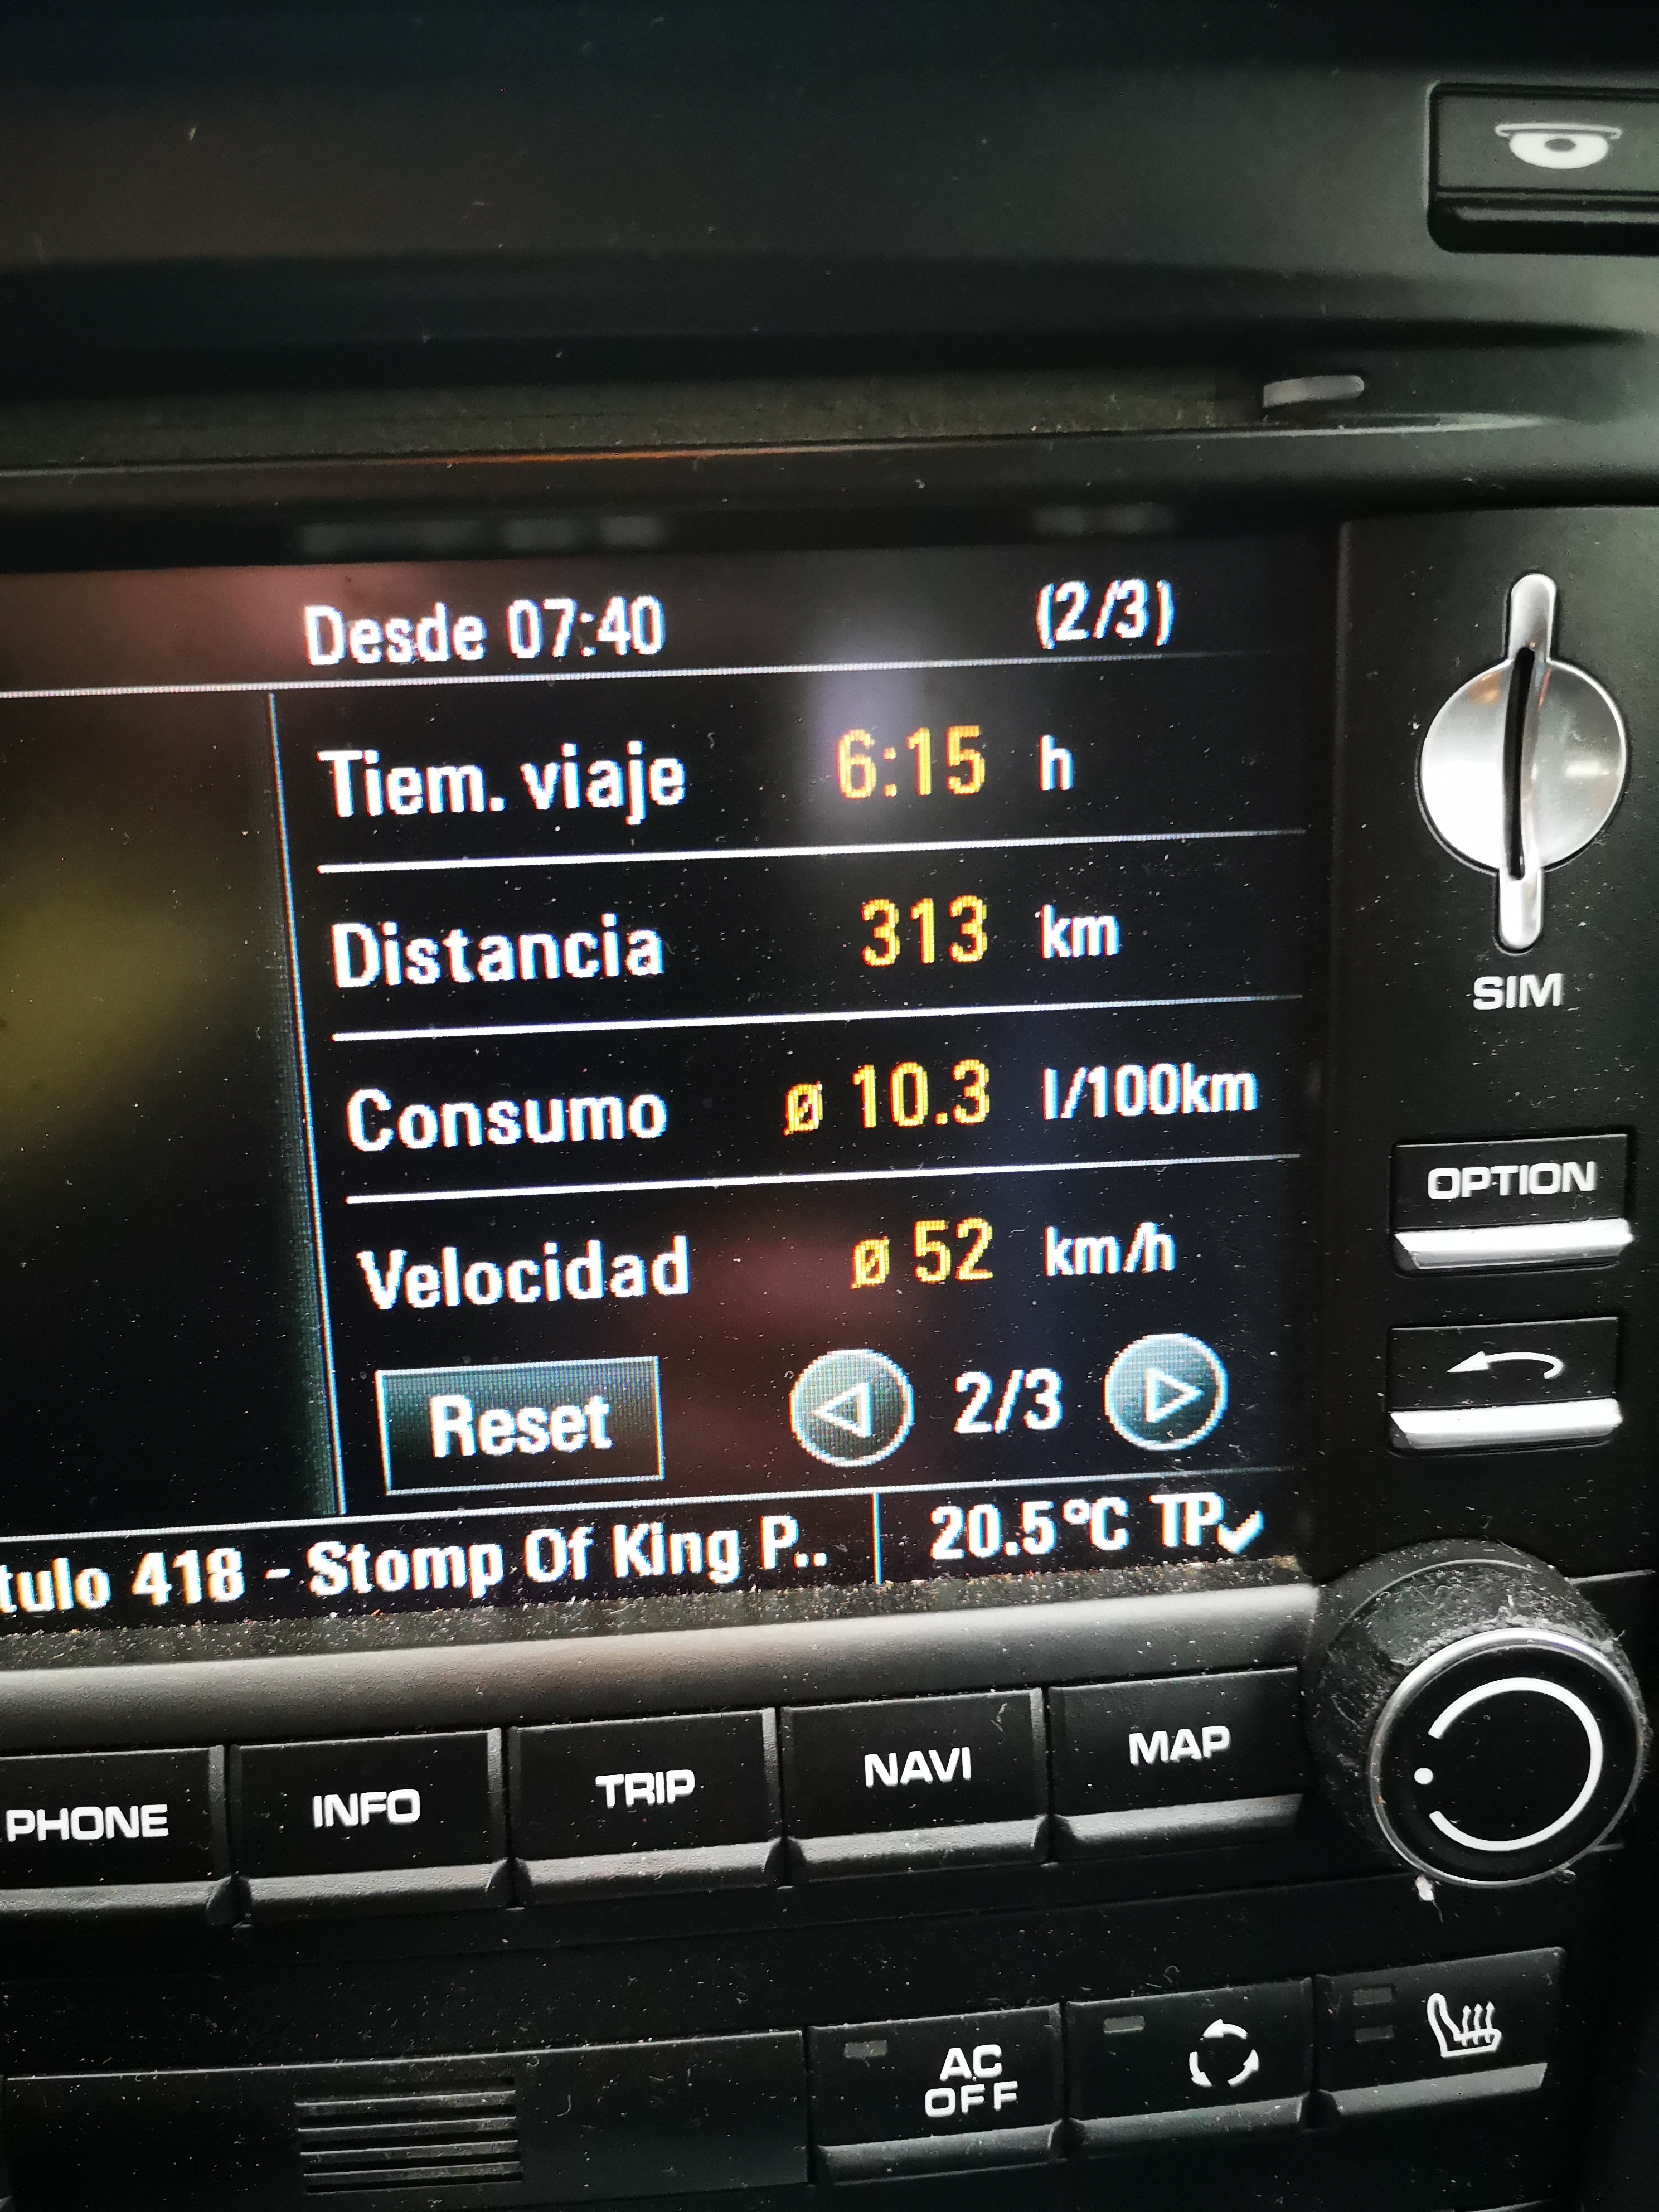 Desde 07:40 (2/3)
Tiem. viaje 6:15 h
Distancia 313 km
SIM
Consumo ø 10.3 l/100km
OPTION
Velocidad ø 52 km/h
Reset 2/3
tulo 418 - Stomp Of King P.. 20.5°C TP
PHONE INFO TRIP NAVI MAP
AC
OFF